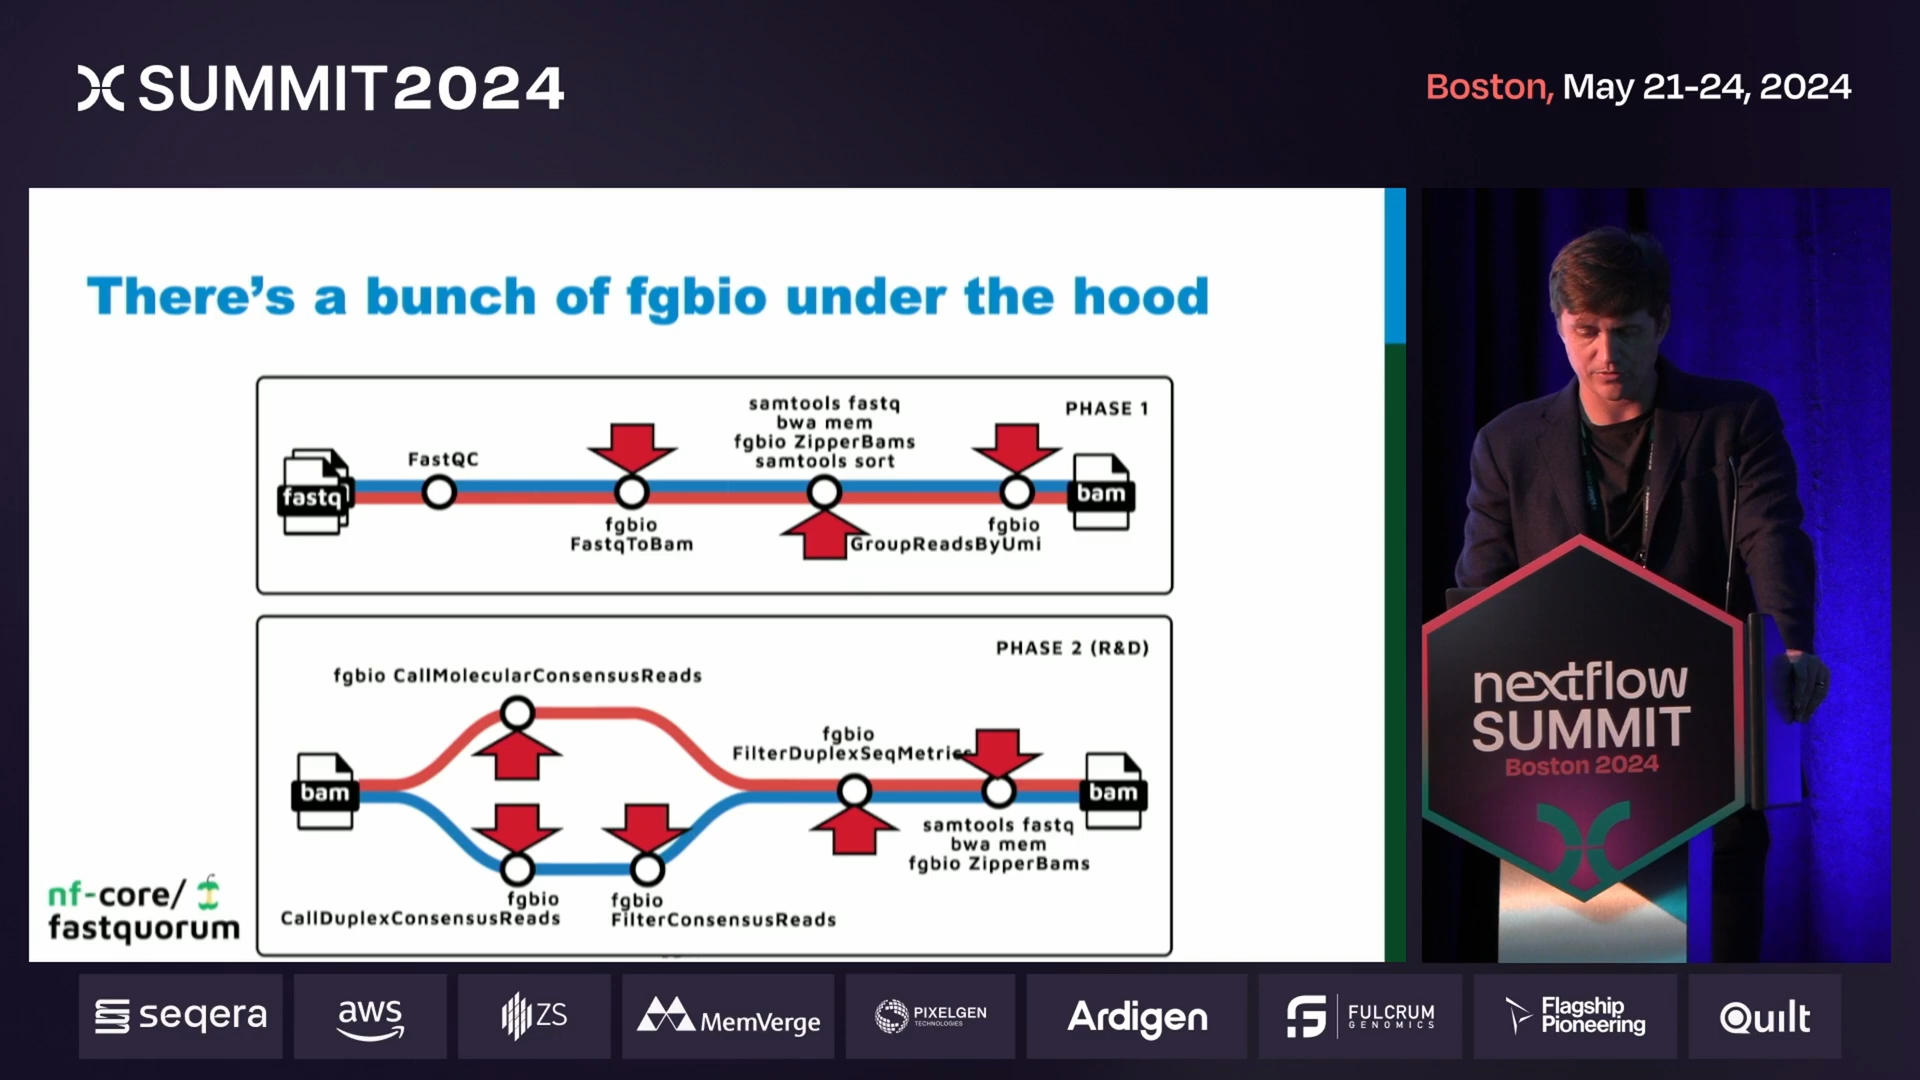 SUMMIT2024
Boston, May 21-24, 2024
There's a bunch of fgbio under the hood
PHASE 1
samtools fastq
bwa mem
fgbio ZipperBams
samtools sort
FastQC
fastq
bam
fgbio
FastqToBam
fgbio
GroupReadsByUmi
PHASE 2 (R&D)
fgbio CallMolecularConsensusReads
fgbio
FilterDuplexSeqMetrics
bam
bam
samtools fastq
bwa mem
fgbio ZipperBams
fgbio
CallDuplexConsensusReads
fgbio
FilterConsensusReads
nf-core/
fastquorum
nextflow
SUMMIT
Boston 2024
seqera
aws
ZS
MemVerge
PIXELGEN
TECHNOLOGIES
Ardigen
FULCRUM
GENOMICS
Flagship
Pioneering
Quilt